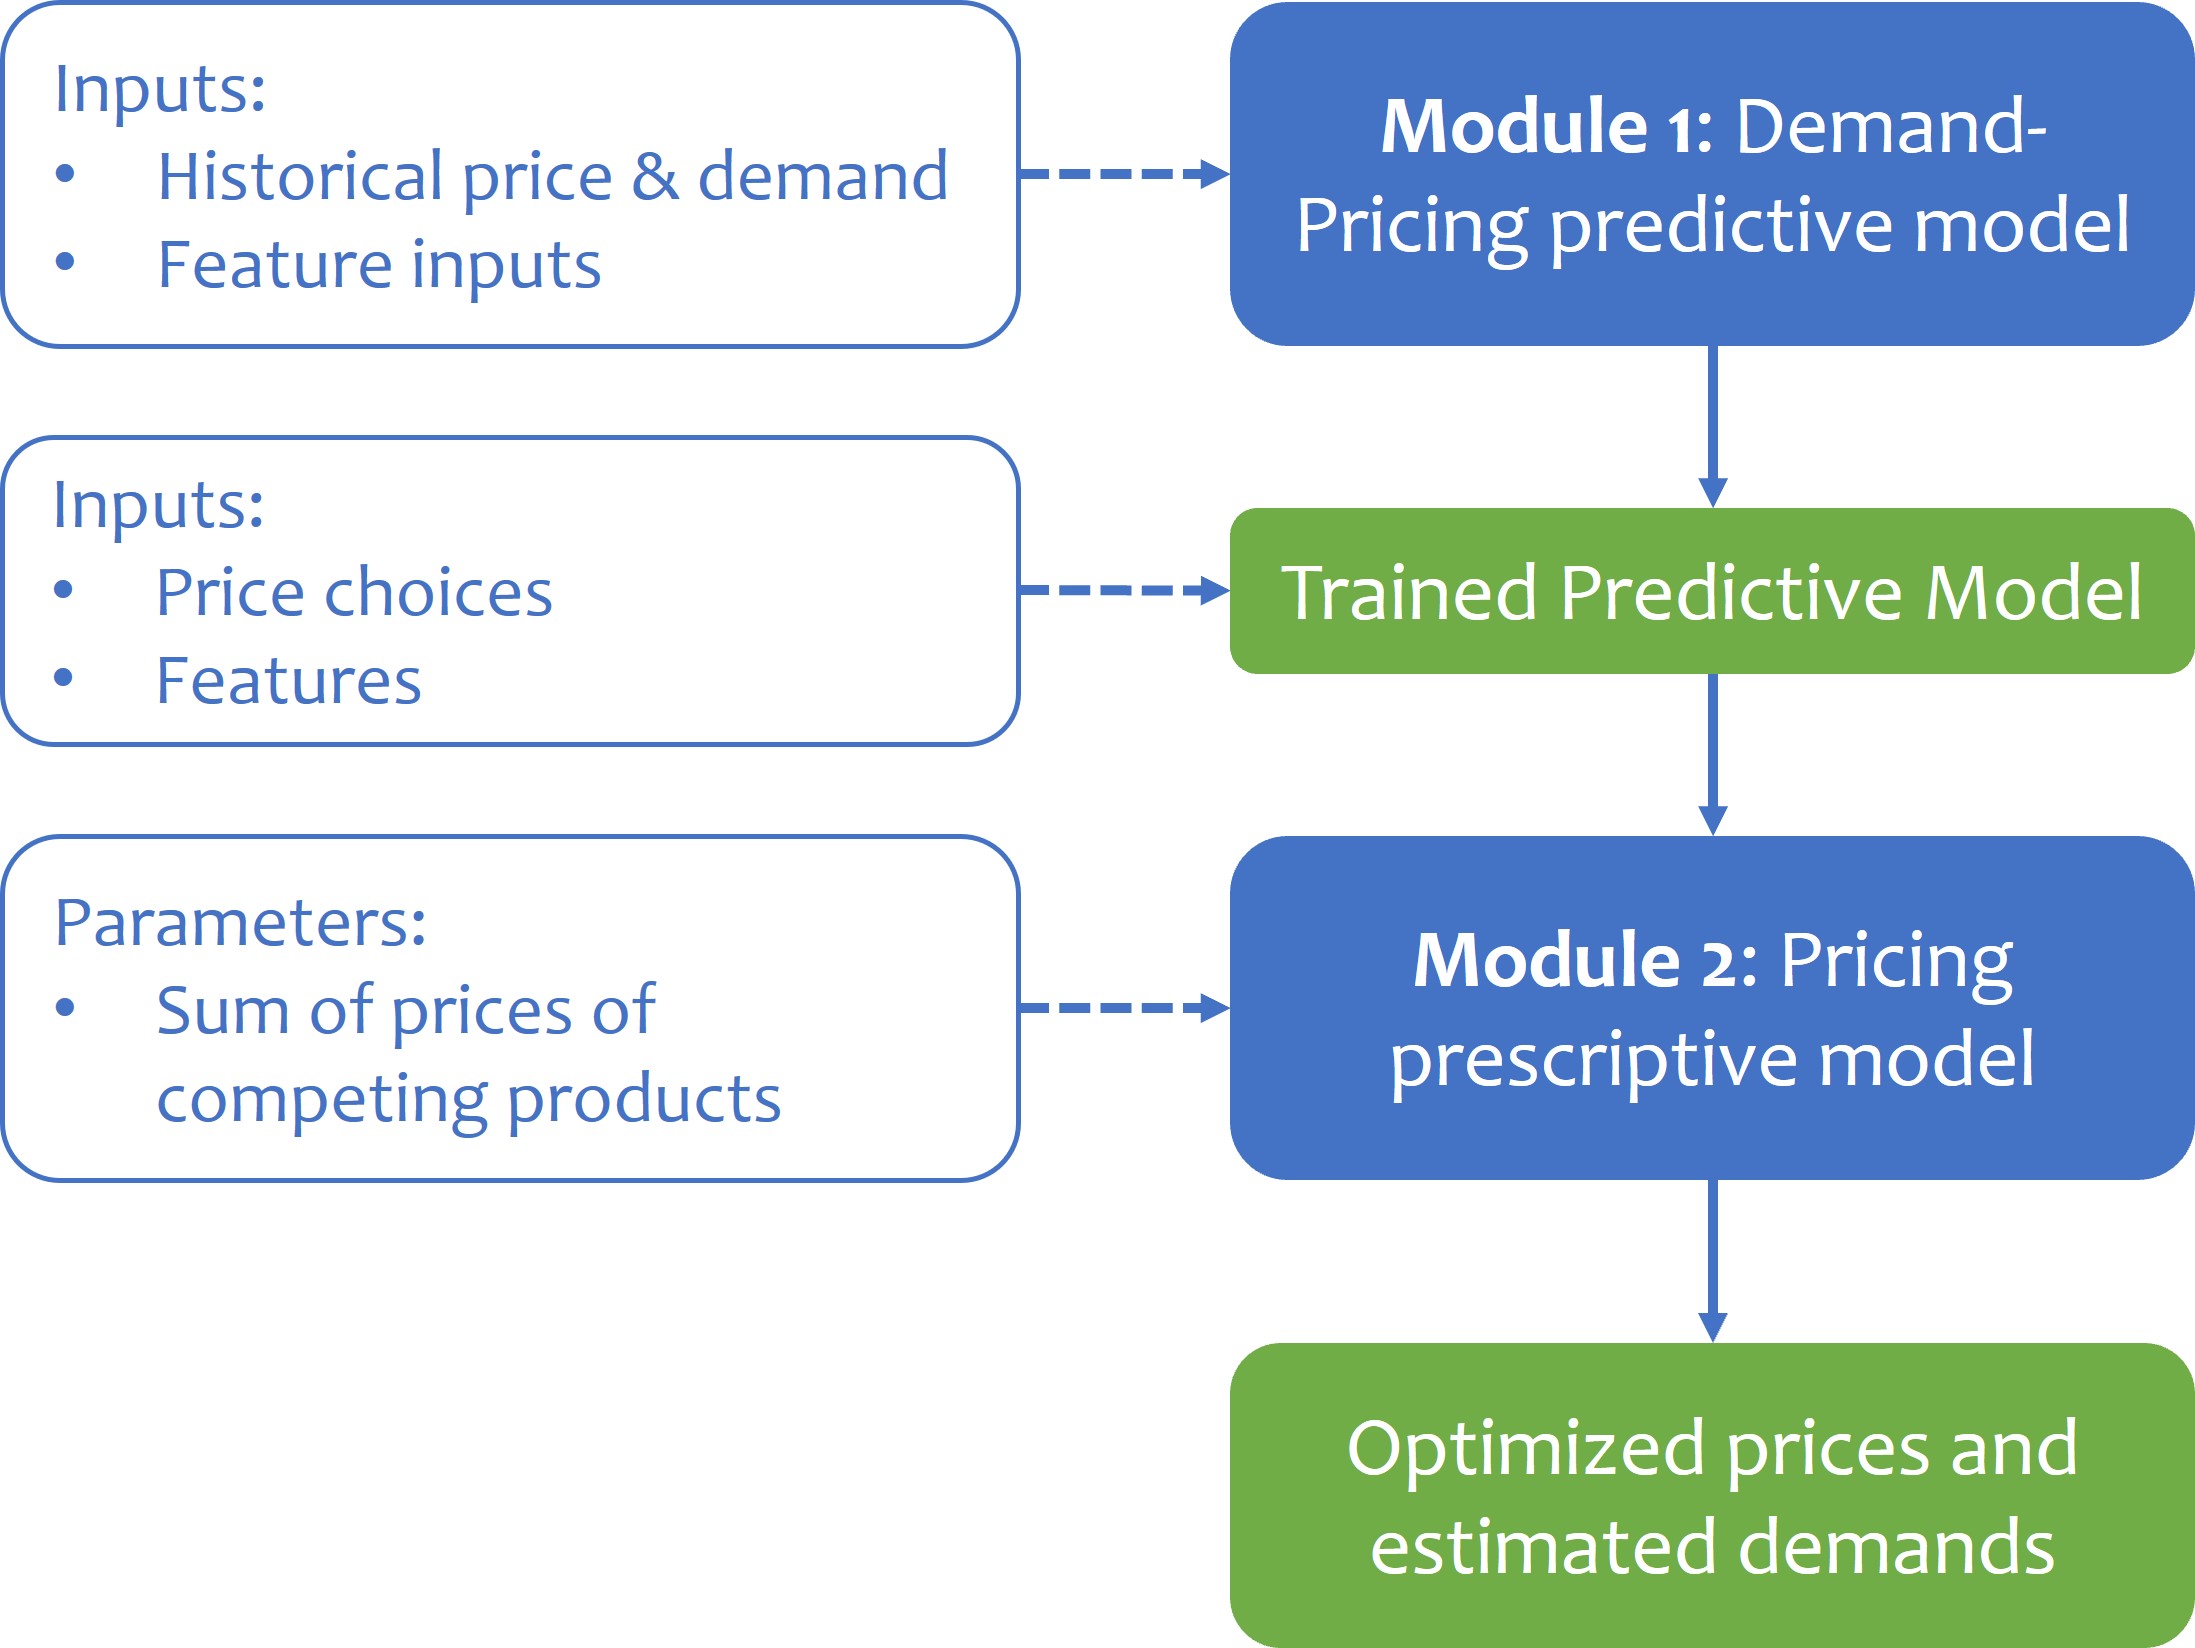 Inputs:
• Historical price & demand
• Feature inputs
Module 1: Demand-
Pricing predictive model
Inputs:
• Price choices
• Features
Trained Predictive Model
Parameters:
• Sum of prices of
competing products
Module 2: Pricing
prescriptive model
Optimized prices and
estimated demands